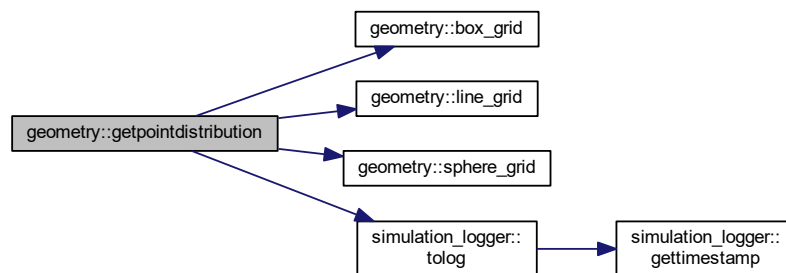 geometry::box_grid
geometry::line_grid
geometry::getpointdistribution
geometry::sphere_grid
simulation_logger::
tolog
simulation_logger::
gettimestamp